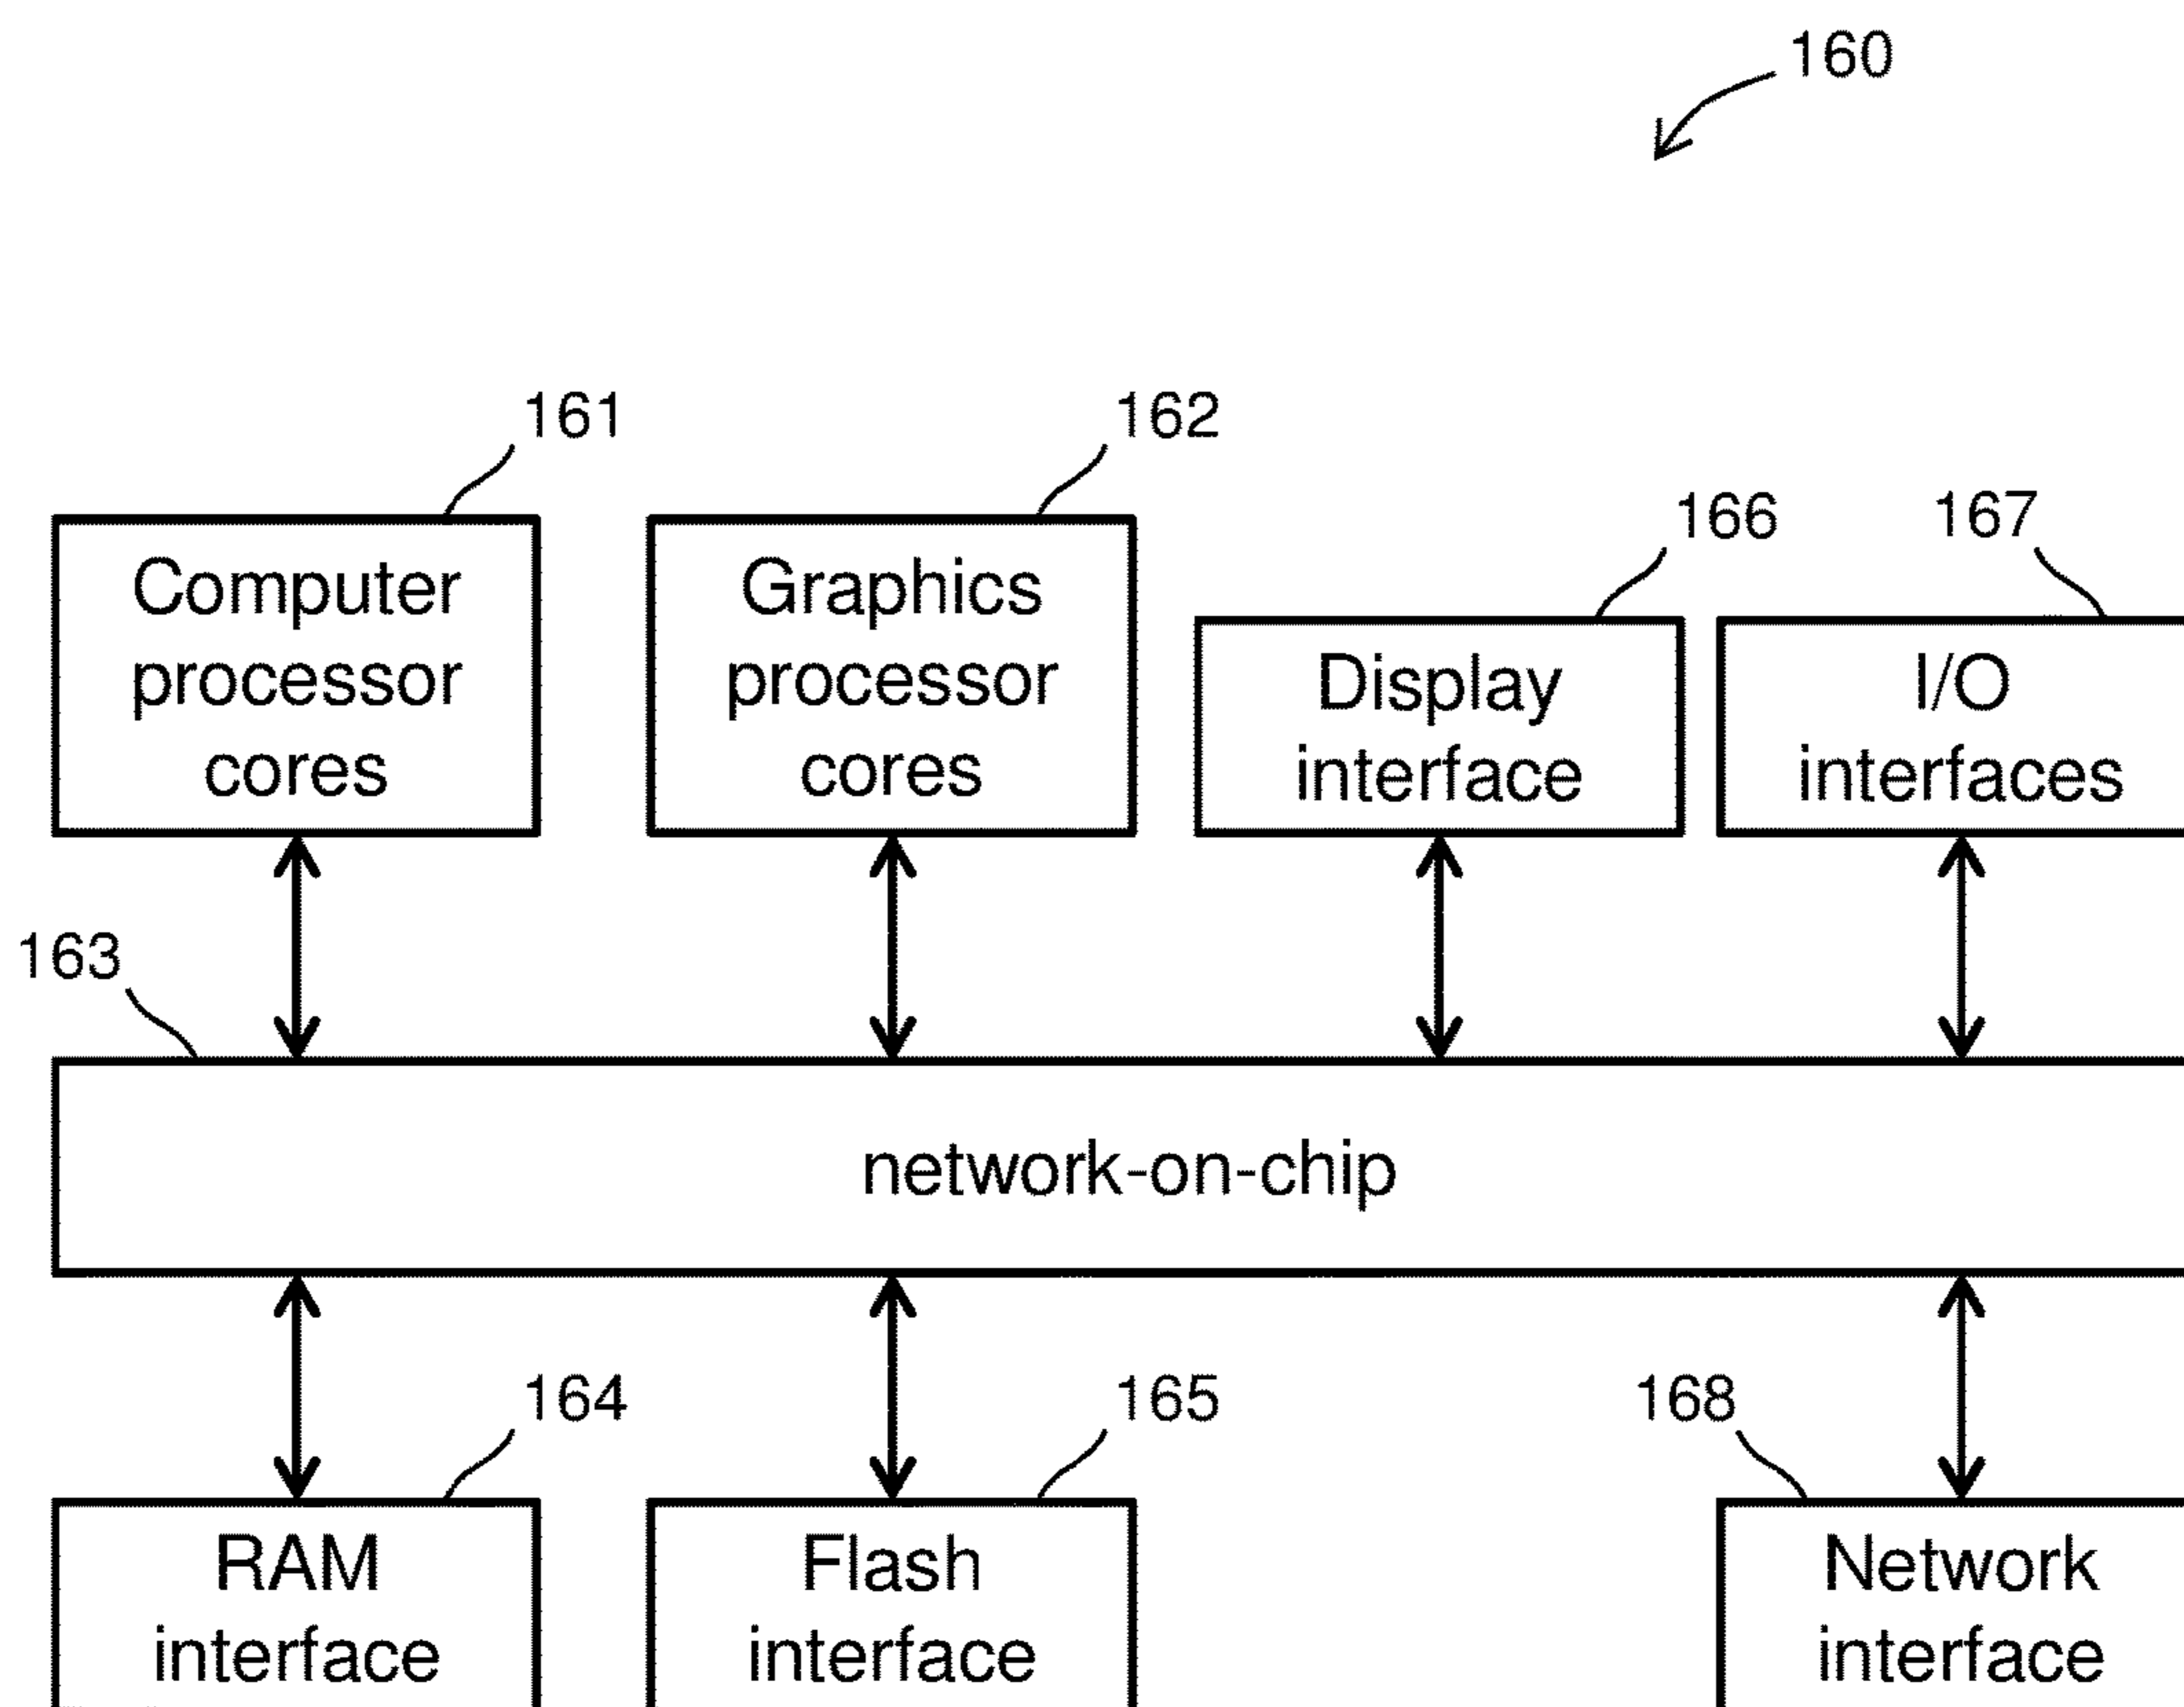 160
161
162
166
167
Computer
processor
cores
Graphics
processor
cores
Display
interface
I/O
interfaces
163
network-on-chip
164
165
168
RAM
interface
Flash
interface
Network
interface